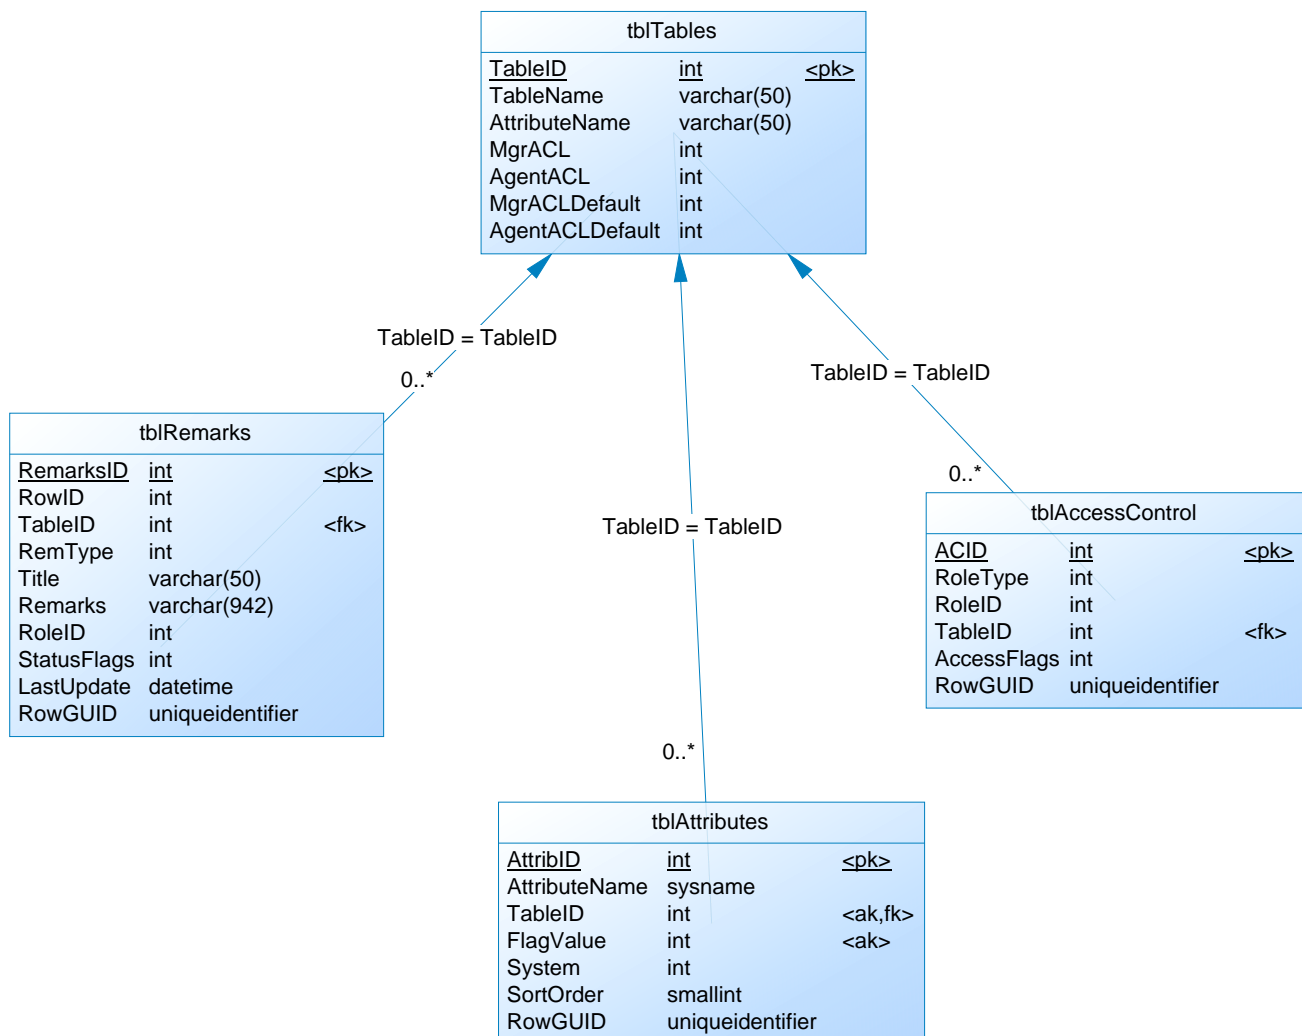 tblTables
TableID int <pk>
TableName varchar(50)
AttributeName varchar(50)
MgrACL int
AgentACL int
MgrACLDefault int
AgentACLDefault int
TableID = TableID
0..*
TableID = TableID
0..*
TableID = TableID
0..*
tblRemarks
RemarksID int <pk>
RowID int
TableID int <fk>
RemType int
Title varchar(50)
Remarks varchar(942)
RoleID int
StatusFlags int
LastUpdate datetime
RowGUID uniqueidentifier
tblAccessControl
ACID int <pk>
RoleType int
RoleID int
TableID int <fk>
AccessFlags int
RowGUID uniqueidentifier
tblAttributes
AttribID int <pk>
AttributeName sysname
TableID int <ak,fk>
FlagValue int <ak>
System int
SortOrder smallint
RowGUID uniqueidentifier